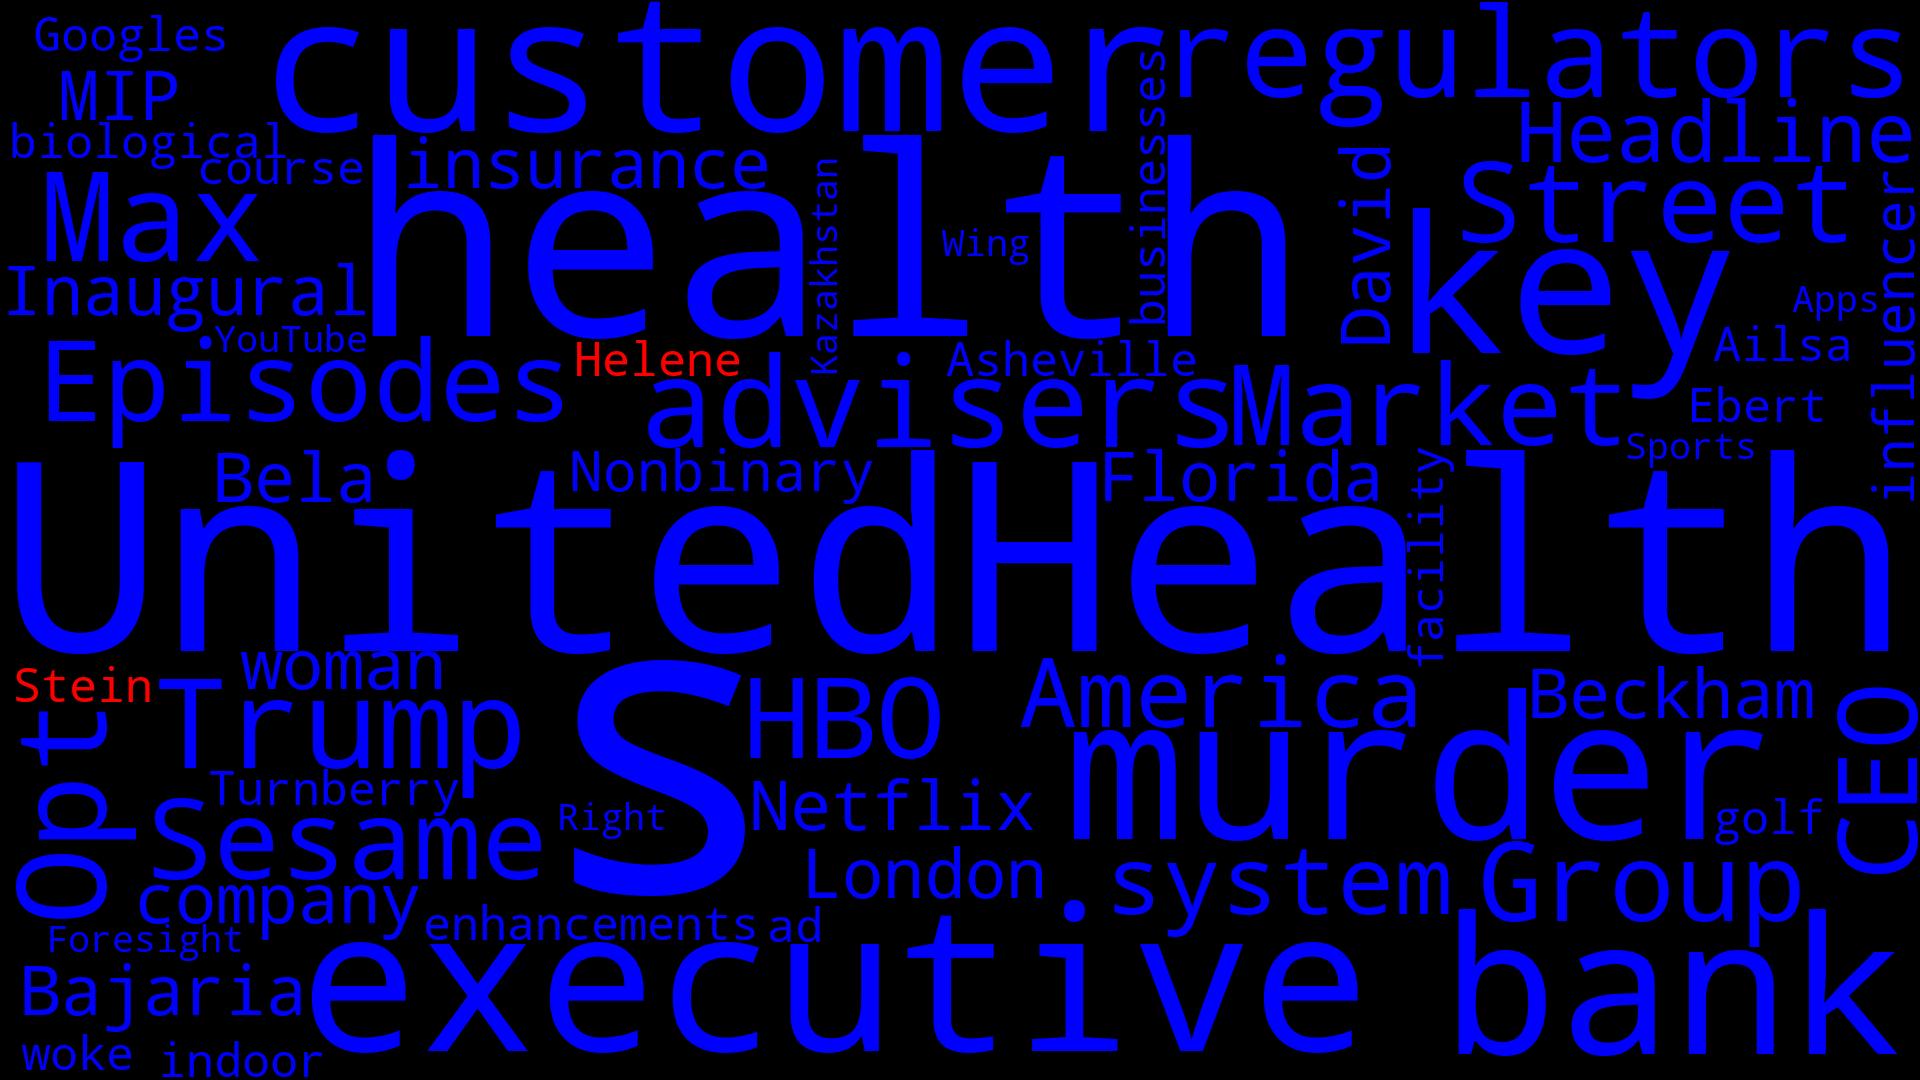 Googles
customer
regulators
MIP
businesses
Headline
biological
course
insurance
David
Street
Max
health
Kazakhstan
Wing
key
influencer
Inaugural
YouTube
Apps
Ailsa
Episodes
Helene
advisers
Asheville
Market
Ebert
Sports
Bela
Nonbinary
Florida
facility
UnitedHealth
woman
Stein
Trump
s
HBO
America
Beckham
murder
CEO
Opt
Turnberry
Sesame
Right
Netflix
golf
company
London
system
Group
enhancements
ad
Foresight
Bajaria
executive
bank
woke
indoor